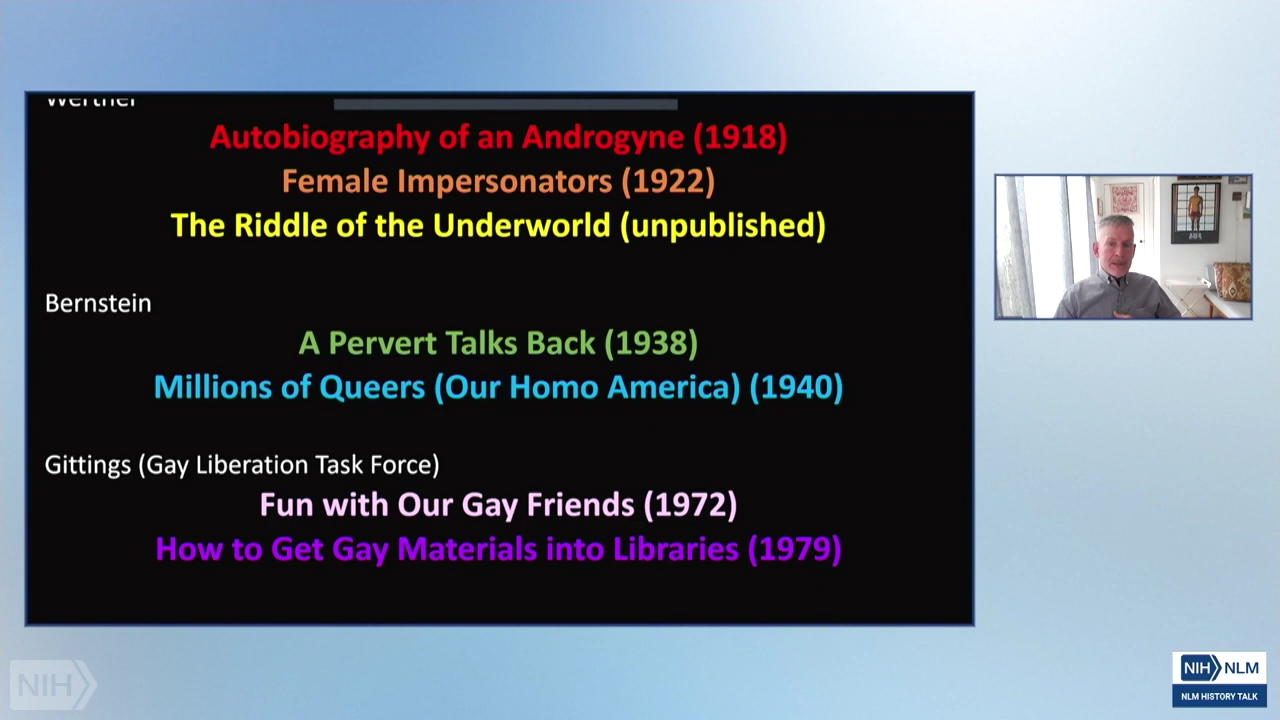 Werther
Autobiography of an Androgyne (1918)
Female Impersonators (1922)
The Riddle of the Underworld (unpublished)
Bernstein
A Pervert Talks Back (1938)
Millions of Queers (Our Homo America) (1940)
Gittings (Gay Liberation Task Force)
Fun with Our Gay Friends (1972)
How to Get Gay Materials into Libraries (1979)
NIH
NIH NLM
NLM HISTORY TALK